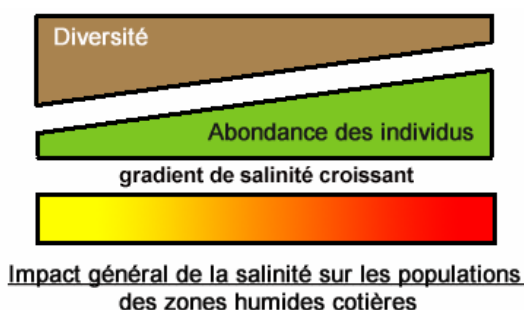 Diversité
Abondance des individus
gradient de salinité croissant
Impact général de la salinité sur les populations
des zones humides cotières